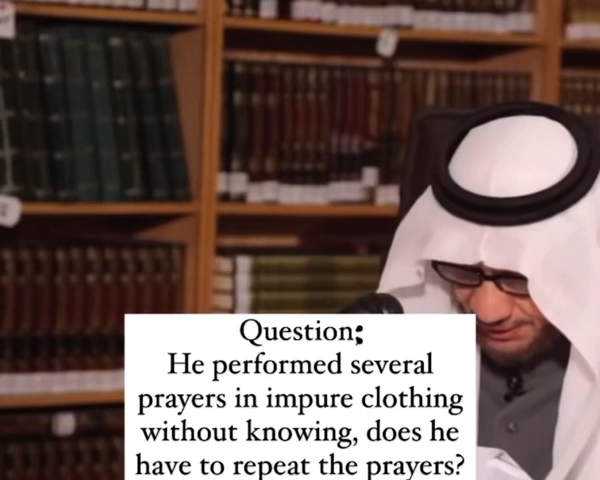 Question;
He performed several
prayers in impure clothing
without knowing, does he
have to repeat the prayers?